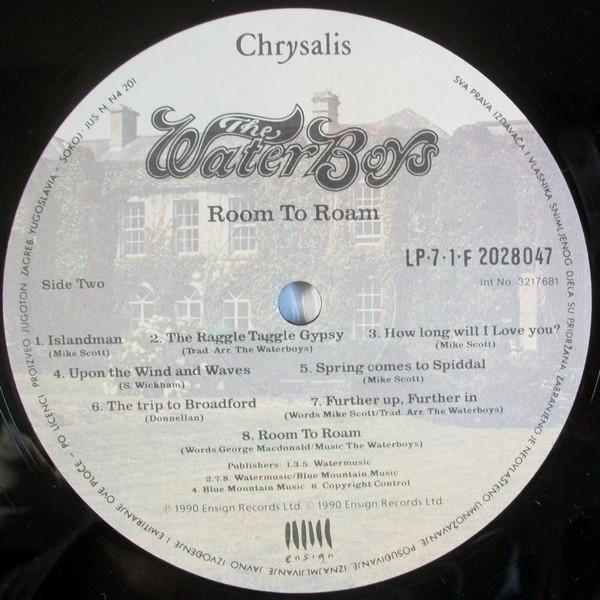 Chrysalis
The WaterBoys
Room To Roam
LP·7·1·F 2028047
Side Two
Int No. 3217681
1. Islandman
(Mike Scott)
2. The Raggle Taggle Gypsy
(Trad. Arr. The Waterboys)
3. How long will I Love you?
(Mike Scott)
4. Upon the Wind and Waves
(S. Wickham)
5. Spring comes to Spiddal
(Mike Scott)
6. The trip to Broadford
(Donnellan)
7. Further up, Further in
(Words Mike Scott/Trad. Arr. The Waterboys)
8. Room To Roam
(Words George Macdonald/Music The Waterboys)
Publishers: 1.3.5. Watermusic
2.7.8. Watermusic/Blue Mountain Music
4. Blue Mountain Music 6. Copyright Control
℗ 1990 Ensign Records Ltd. © 1990 Ensign Records Ltd.
ensign
PROIZVEO JUGOTON ZAGREB, YUGOSLAVIA - SOKOJ - JUS N. N4 201
SVA PRAVA IZDAVAČA I VLASNIKA SNIMLJENOG DJELA SU PRIDRŽANA. ZABRANJENO JE NEOVLAŠTENO UMNOŽAVANJE, POSUĐIVANJE, IZNAJMLJIVANJE, JAVNO IZVOĐENJE I EMITIRANJE OVE PLOČE - PO LICENCI